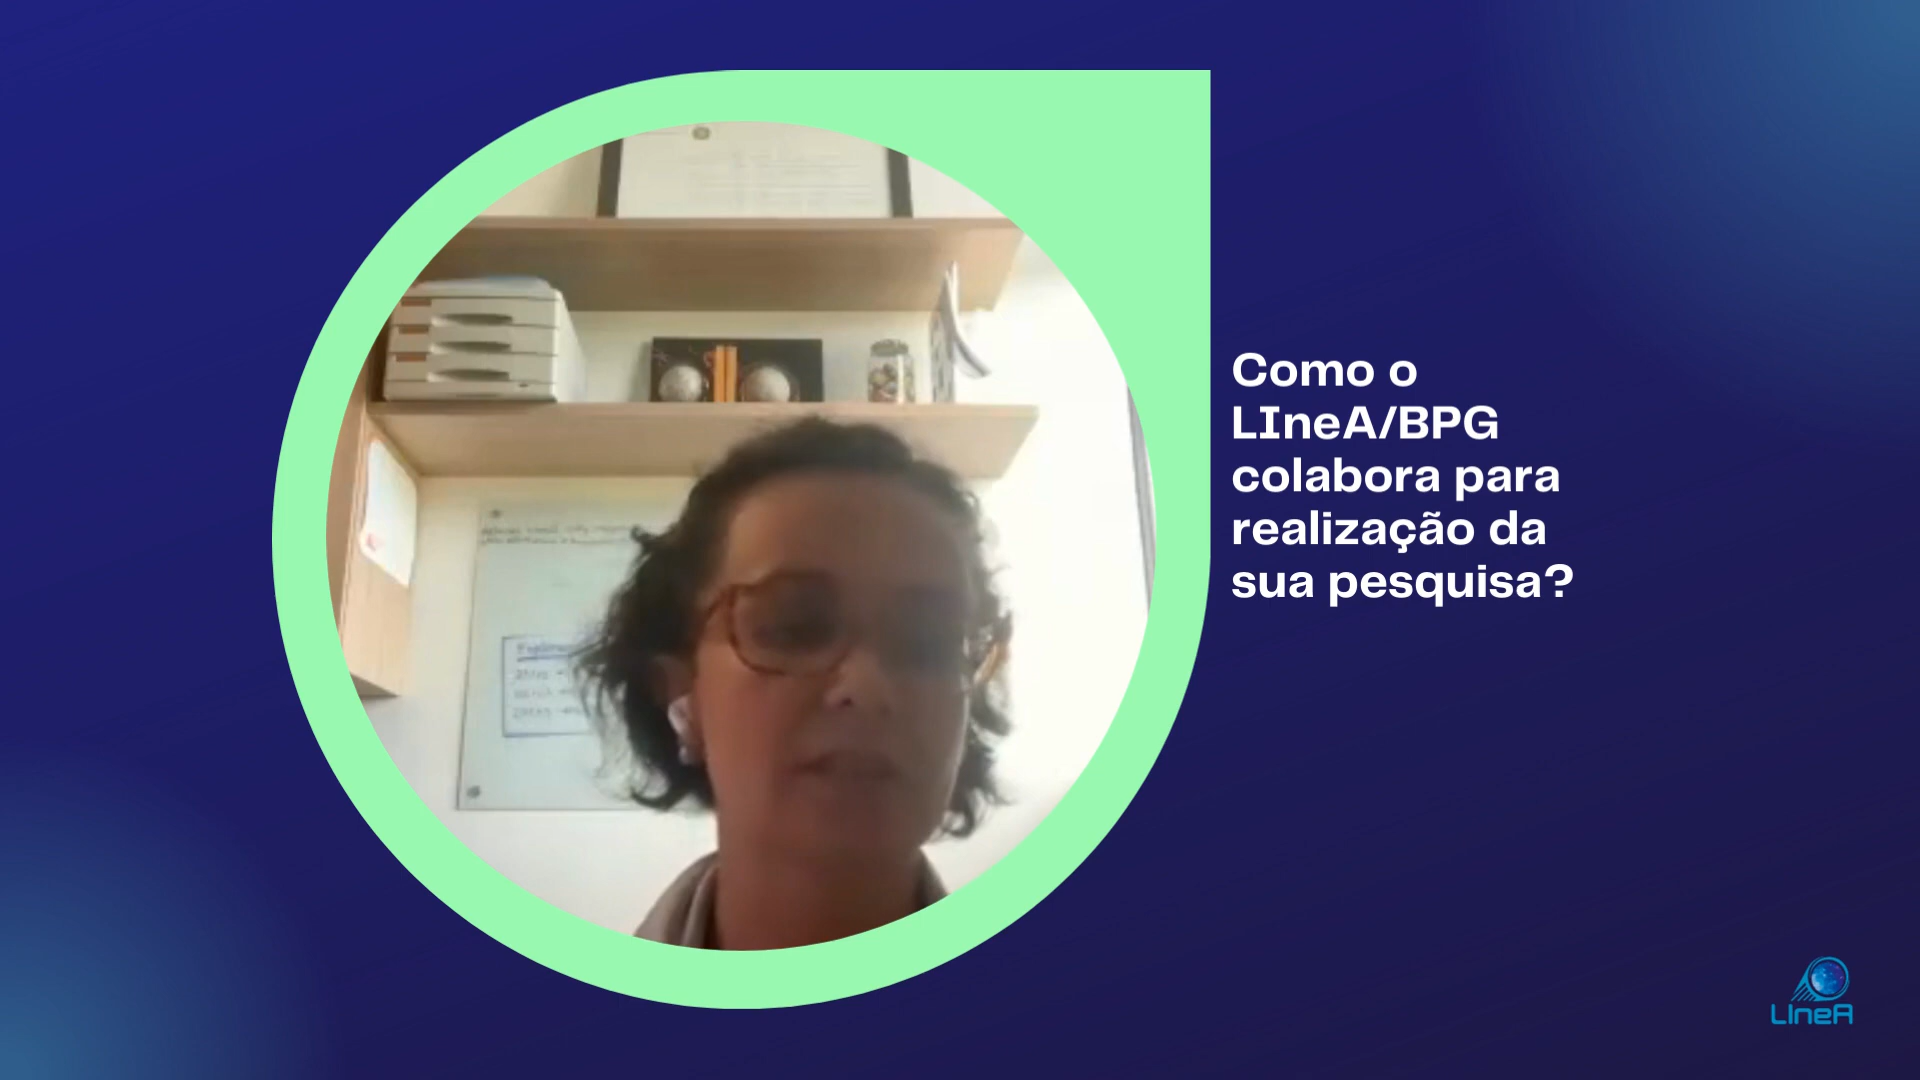 Como o
LIneA/BPG
colabora para
realização da
sua pesquisa?
LIneA